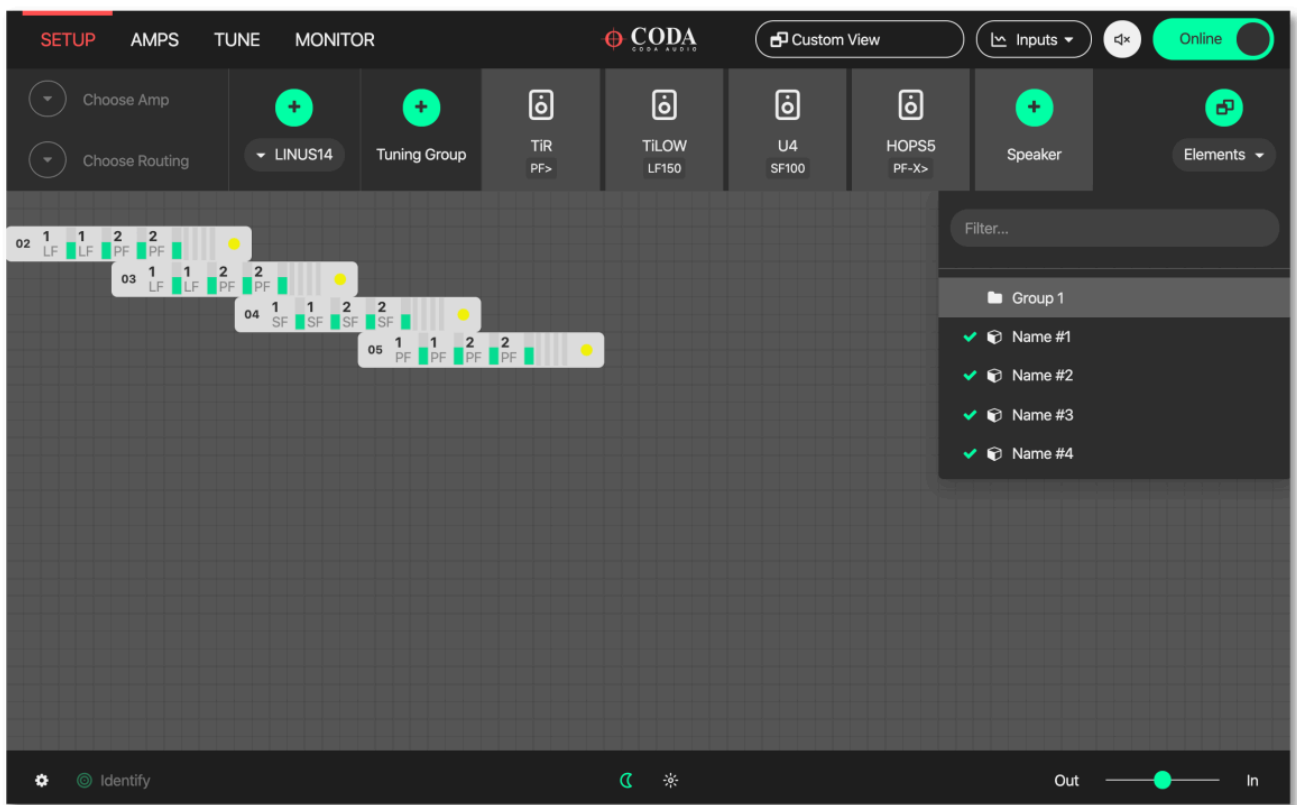 SETUP AMPS TUNE MONITOR CODA Custom View Inputs Online
CODA AUDIO
Choose Amp
Choose Routing
LINUS14 Tuning Group
TiR
PF>
TiLOW
LF150
U4
SF100
HOPS5
PF-X>
Speaker
Elements
Filter...
Group 1
Name #1
Name #2
Name #3
Name #4
02 1 1 2 2
LF LF PF PF
03 1 1 2 2
LF LF PF PF
04 1 1 2 2
SF SF SF SF
05 1 1 2 2
PF PF PF PF
Identify Out In